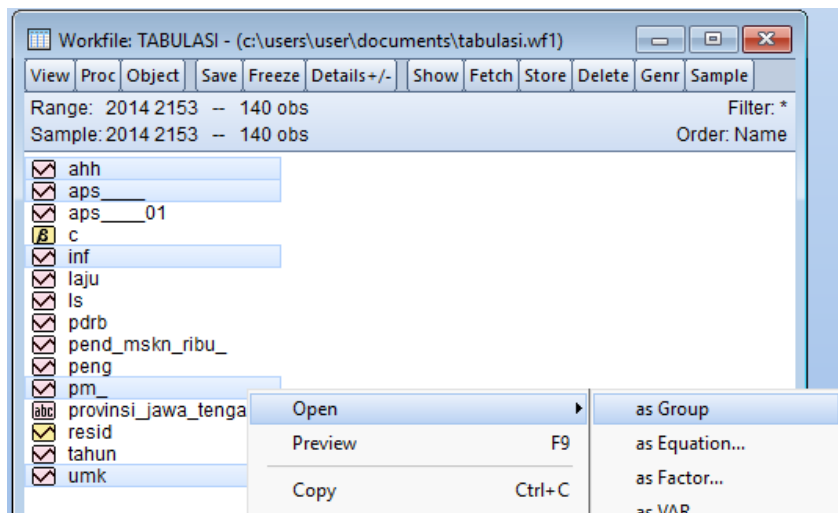 Workfile: TABULASI - (c:\users\user\documents\tabulasi.wf1)
View Proc Object Save Freeze Details+/- Show Fetch Store Delete Genr Sample
Range: 2014 2153 -- 140 obs Filter: *
Sample: 2014 2153 -- 140 obs Order: Name
ahh
aps____
aps____01
β c
inf
laju
ls
pdrb
pend_mskn_ribu_
peng
pm_
abc provinsi_jawa_tenga
resid
tahun
umk
Open
Preview F9
Copy Ctrl+C
as Group
as Equation...
as Factor...
as VAR